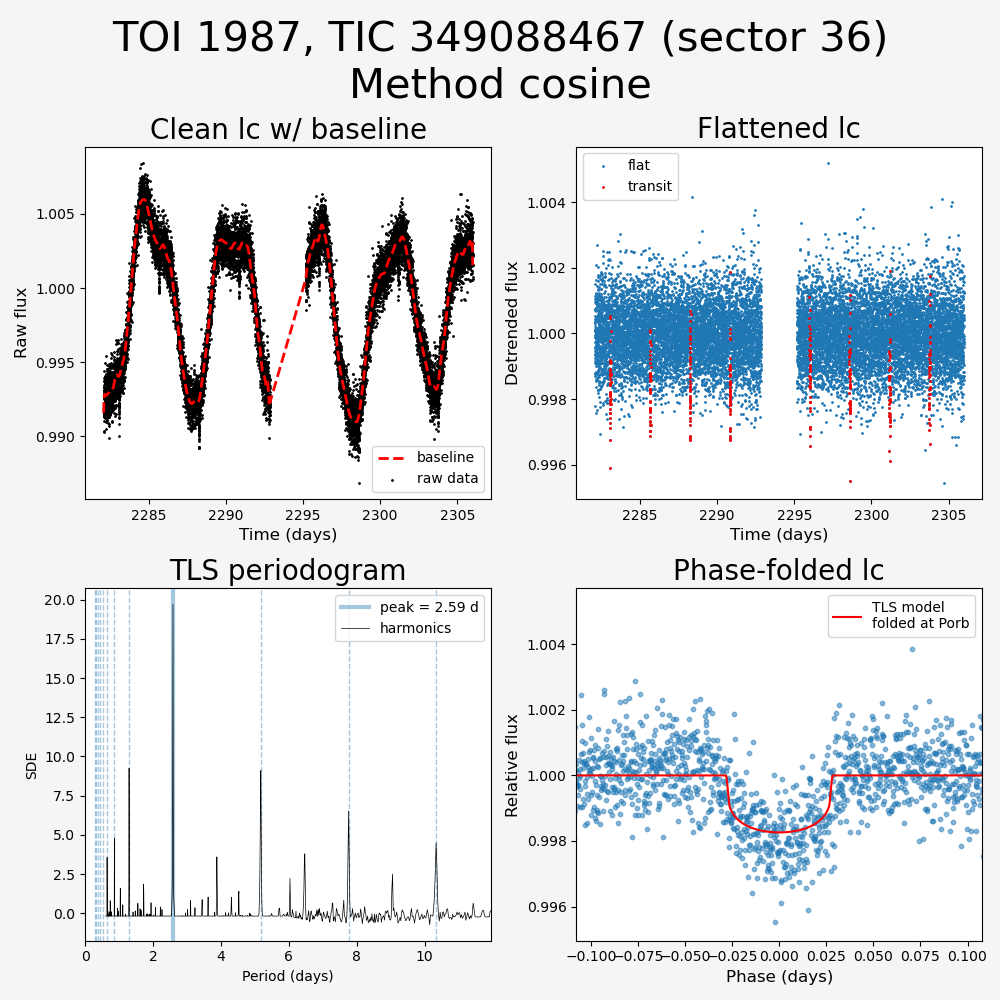 TOI 1987, TIC 349088467 (sector 36)
Method cosine
Clean lc w/ baseline
Raw flux
1.005
1.000
0.995
0.990
baseline
raw data
2285
2290
2295
2300
2305
Time (days)
Flattened lc
Detrended flux
1.004
1.002
1.000
0.998
0.996
flat
transit
2285
2290
2295
2300
2305
Time (days)
TLS periodogram
SDE
20.0
17.5
15.0
12.5
10.0
7.5
5.0
2.5
0.0
peak = 2.59 d
harmonics
0
2
4
6
8
10
Period (days)
Phase-folded lc
Relative flux
1.004
1.002
1.000
0.998
0.996
TLS model
folded at Porb
−0.100
−0.075
−0.050
−0.025
0.000
0.025
0.050
0.075
0.100
Phase (days)